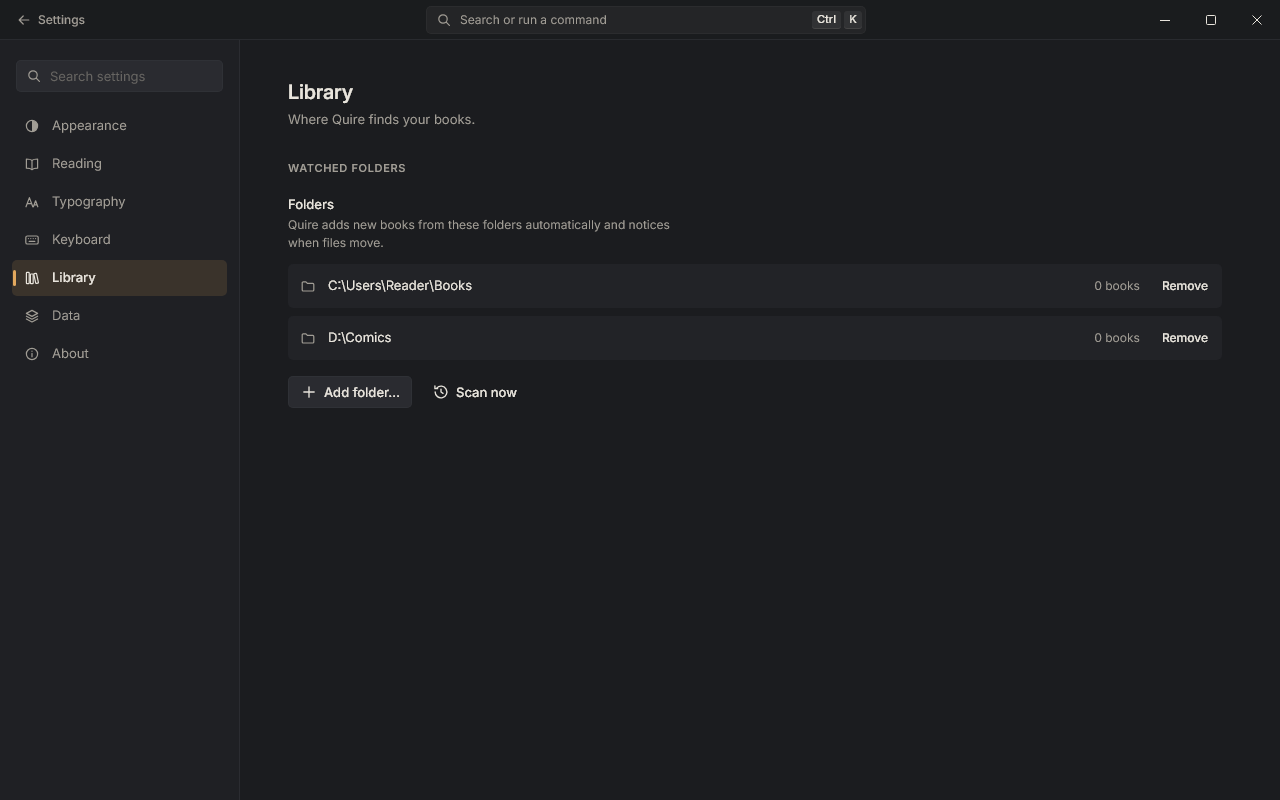 Settings
Search or run a command
Ctrl K
Search settings
Appearance
Reading
Typography
Keyboard
Library
Data
About
Library
Where Quire finds your books.
WATCHED FOLDERS
Folders
Quire adds new books from these folders automatically and notices
when files move.
C:\Users\Reader\Books 0 books Remove
D:\Comics 0 books Remove
Add folder... Scan now